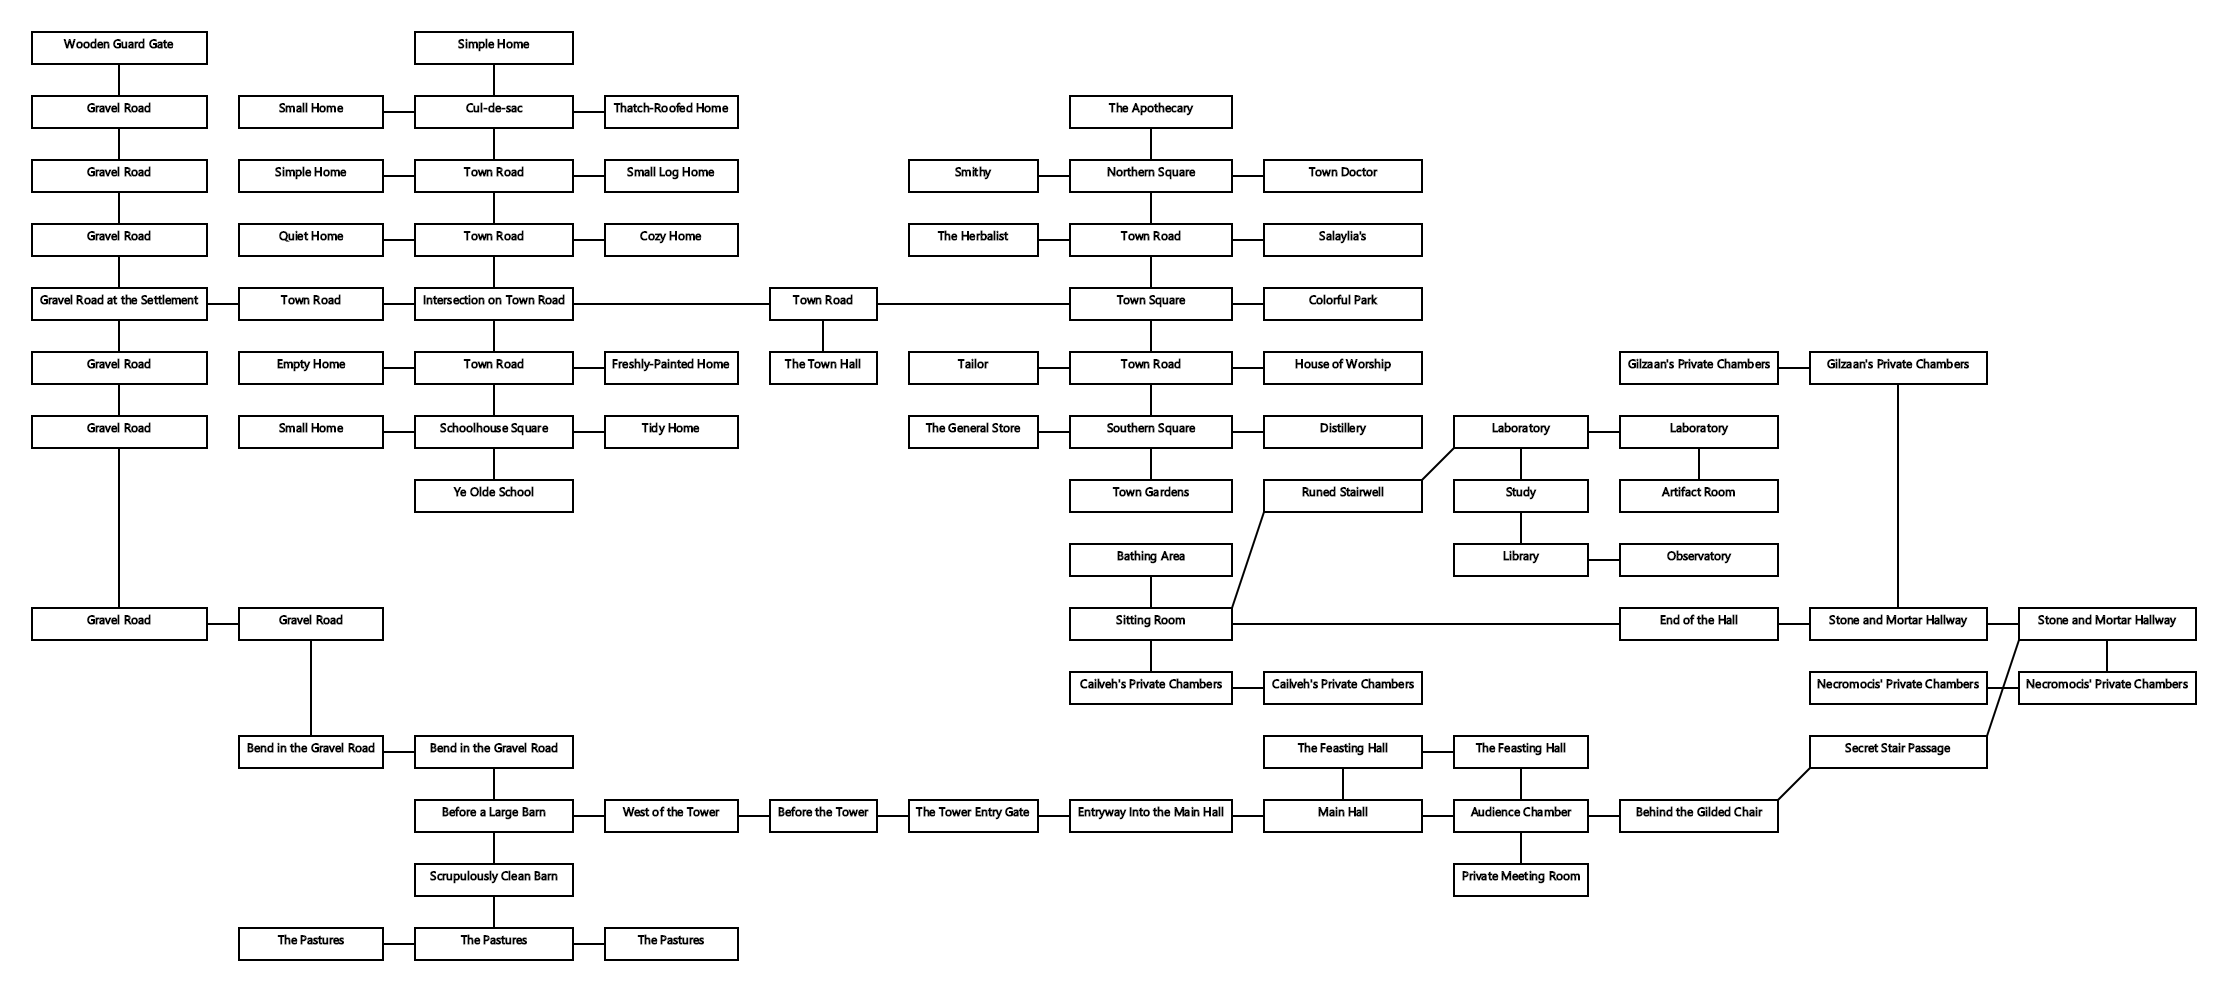 Wooden Guard Gate
Simple Home
Gravel Road
Small Home
Cul-de-sac
Thatch-Roofed Home
The Apothecary
Gravel Road
Simple Home
Town Road
Small Log Home
Smithy
Northern Square
Town Doctor
Gravel Road
Quiet Home
Town Road
Cozy Home
The Herbalist
Town Road
Salaylia's
Gravel Road at the Settlement
Town Road
Intersection on Town Road
Town Road
Town Square
Colorful Park
Gravel Road
Empty Home
Town Road
Freshly-Painted Home
The Town Hall
Tailor
Town Road
House of Worship
Gilzaan's Private Chambers
Gilzaan's Private Chambers
Gravel Road
Small Home
Schoolhouse Square
Tidy Home
The General Store
Southern Square
Distillery
Laboratory
Laboratory
Ye Olde School
Town Gardens
Runed Stairwell
Study
Artifact Room
Bathing Area
Library
Observatory
Gravel Road
Gravel Road
Sitting Room
End of the Hall
Stone and Mortar Hallway
Stone and Mortar Hallway
Cailveh's Private Chambers
Cailveh's Private Chambers
Necromocis' Private Chambers
Necromocis' Private Chambers
Bend in the Gravel Road
Bend in the Gravel Road
The Feasting Hall
The Feasting Hall
Secret Stair Passage
Before a Large Barn
West of the Tower
Before the Tower
The Tower Entry Gate
Entryway Into the Main Hall
Main Hall
Audience Chamber
Behind the Gilded Chair
Scrupulously Clean Barn
Private Meeting Room
The Pastures
The Pastures
The Pastures